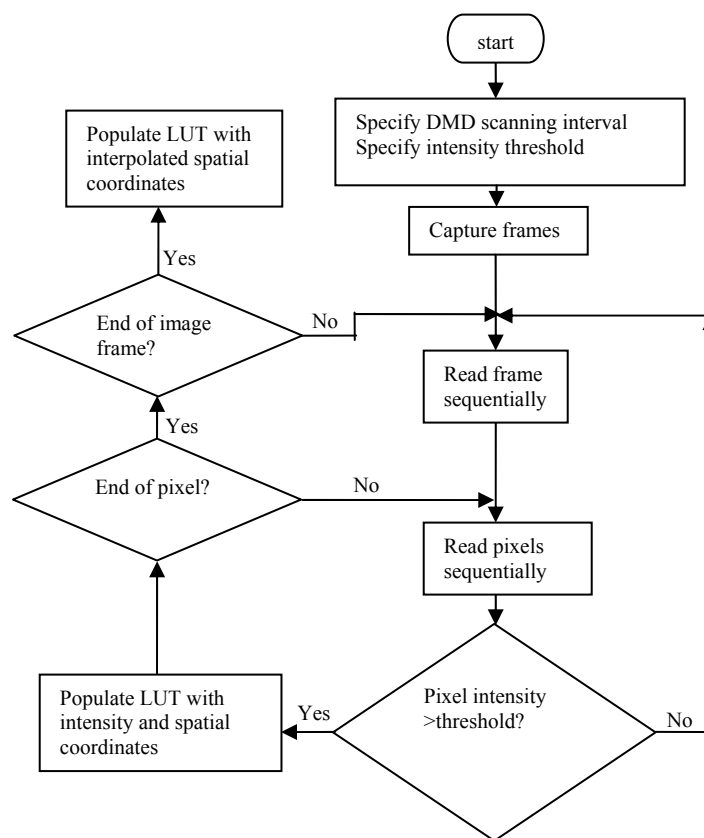 start
Specify DMD scanning interval
Specify intensity threshold
Capture frames
Read frame
sequentially
Read pixels
sequentially
Pixel intensity
>threshold?
No
Yes
Populate LUT with
intensity and spatial
coordinates
End of pixel?
No
Yes
End of image
frame?
No
Yes
Populate LUT with
interpolated spatial
coordinates